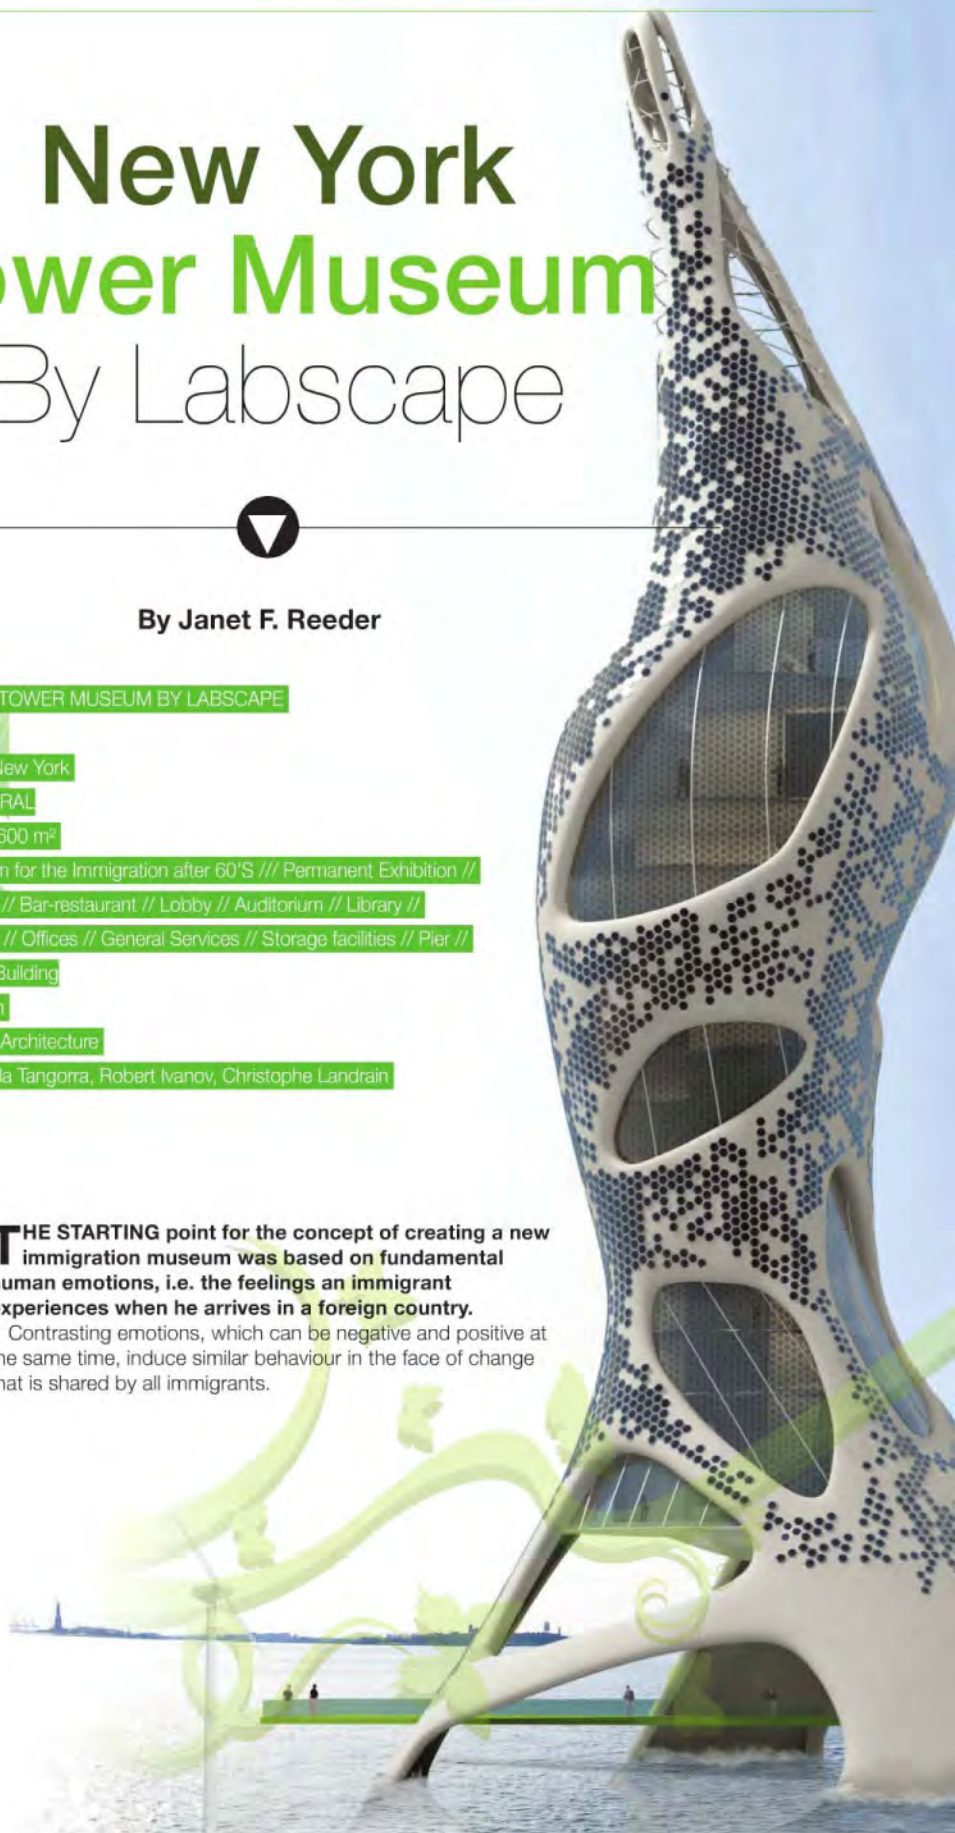 New York
ower Museum
By Labscape
By Janet F. Reeder
TOWER MUSEUM BY LABSCAPE
New York
RAL
600 m²
n for the Immigration after 60'S /// Permanent Exhibition //
// Bar-restaurant // Lobby // Auditorium // Library //
// Offices // General Services // Storage facilities // Pier //
Building
Architecture
la Tangorra, Robert Ivanov, Christophe Landrain
THE STARTING point for the concept of creating a new
immigration museum was based on fundamental
human emotions, i.e. the feelings an immigrant
experiences when he arrives in a foreign country.
Contrasting emotions, which can be negative and positive at
he same time, induce similar behaviour in the face of change
hat is shared by all immigrants.